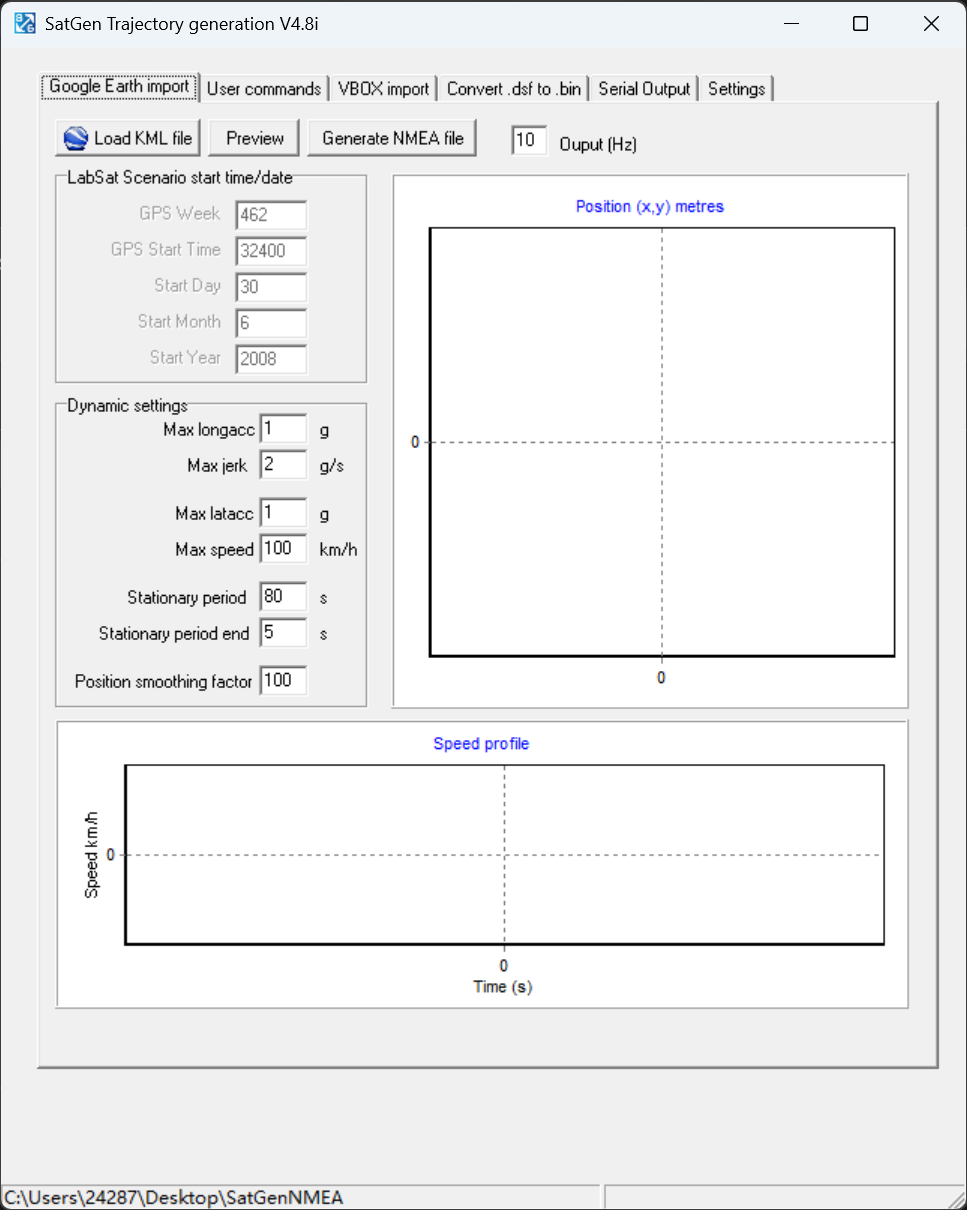 SatGen Trajectory generation V4.8i
Google Earth import User commands VBOX import Convert .dsf to .bin Serial Output Settings
Load KML file Preview Generate NMEA file 10 Ouput (Hz)
LabSat Scenario start time/date
GPS Week 462
GPS Start Time 32400
Start Day 30
Start Month 6
Start Year 2008
Dynamic settings
Max longacc 1 g
Max jerk 2 g/s
Max latacc 1 g
Max speed 100 km/h
Stationary period 80 s
Stationary period end 5 s
Position smoothing factor 100
Position (x,y) metres
0
0
Speed profile
Speed km/h
0
0
Time (s)
C:\Users\24287\Desktop\SatGenNMEA